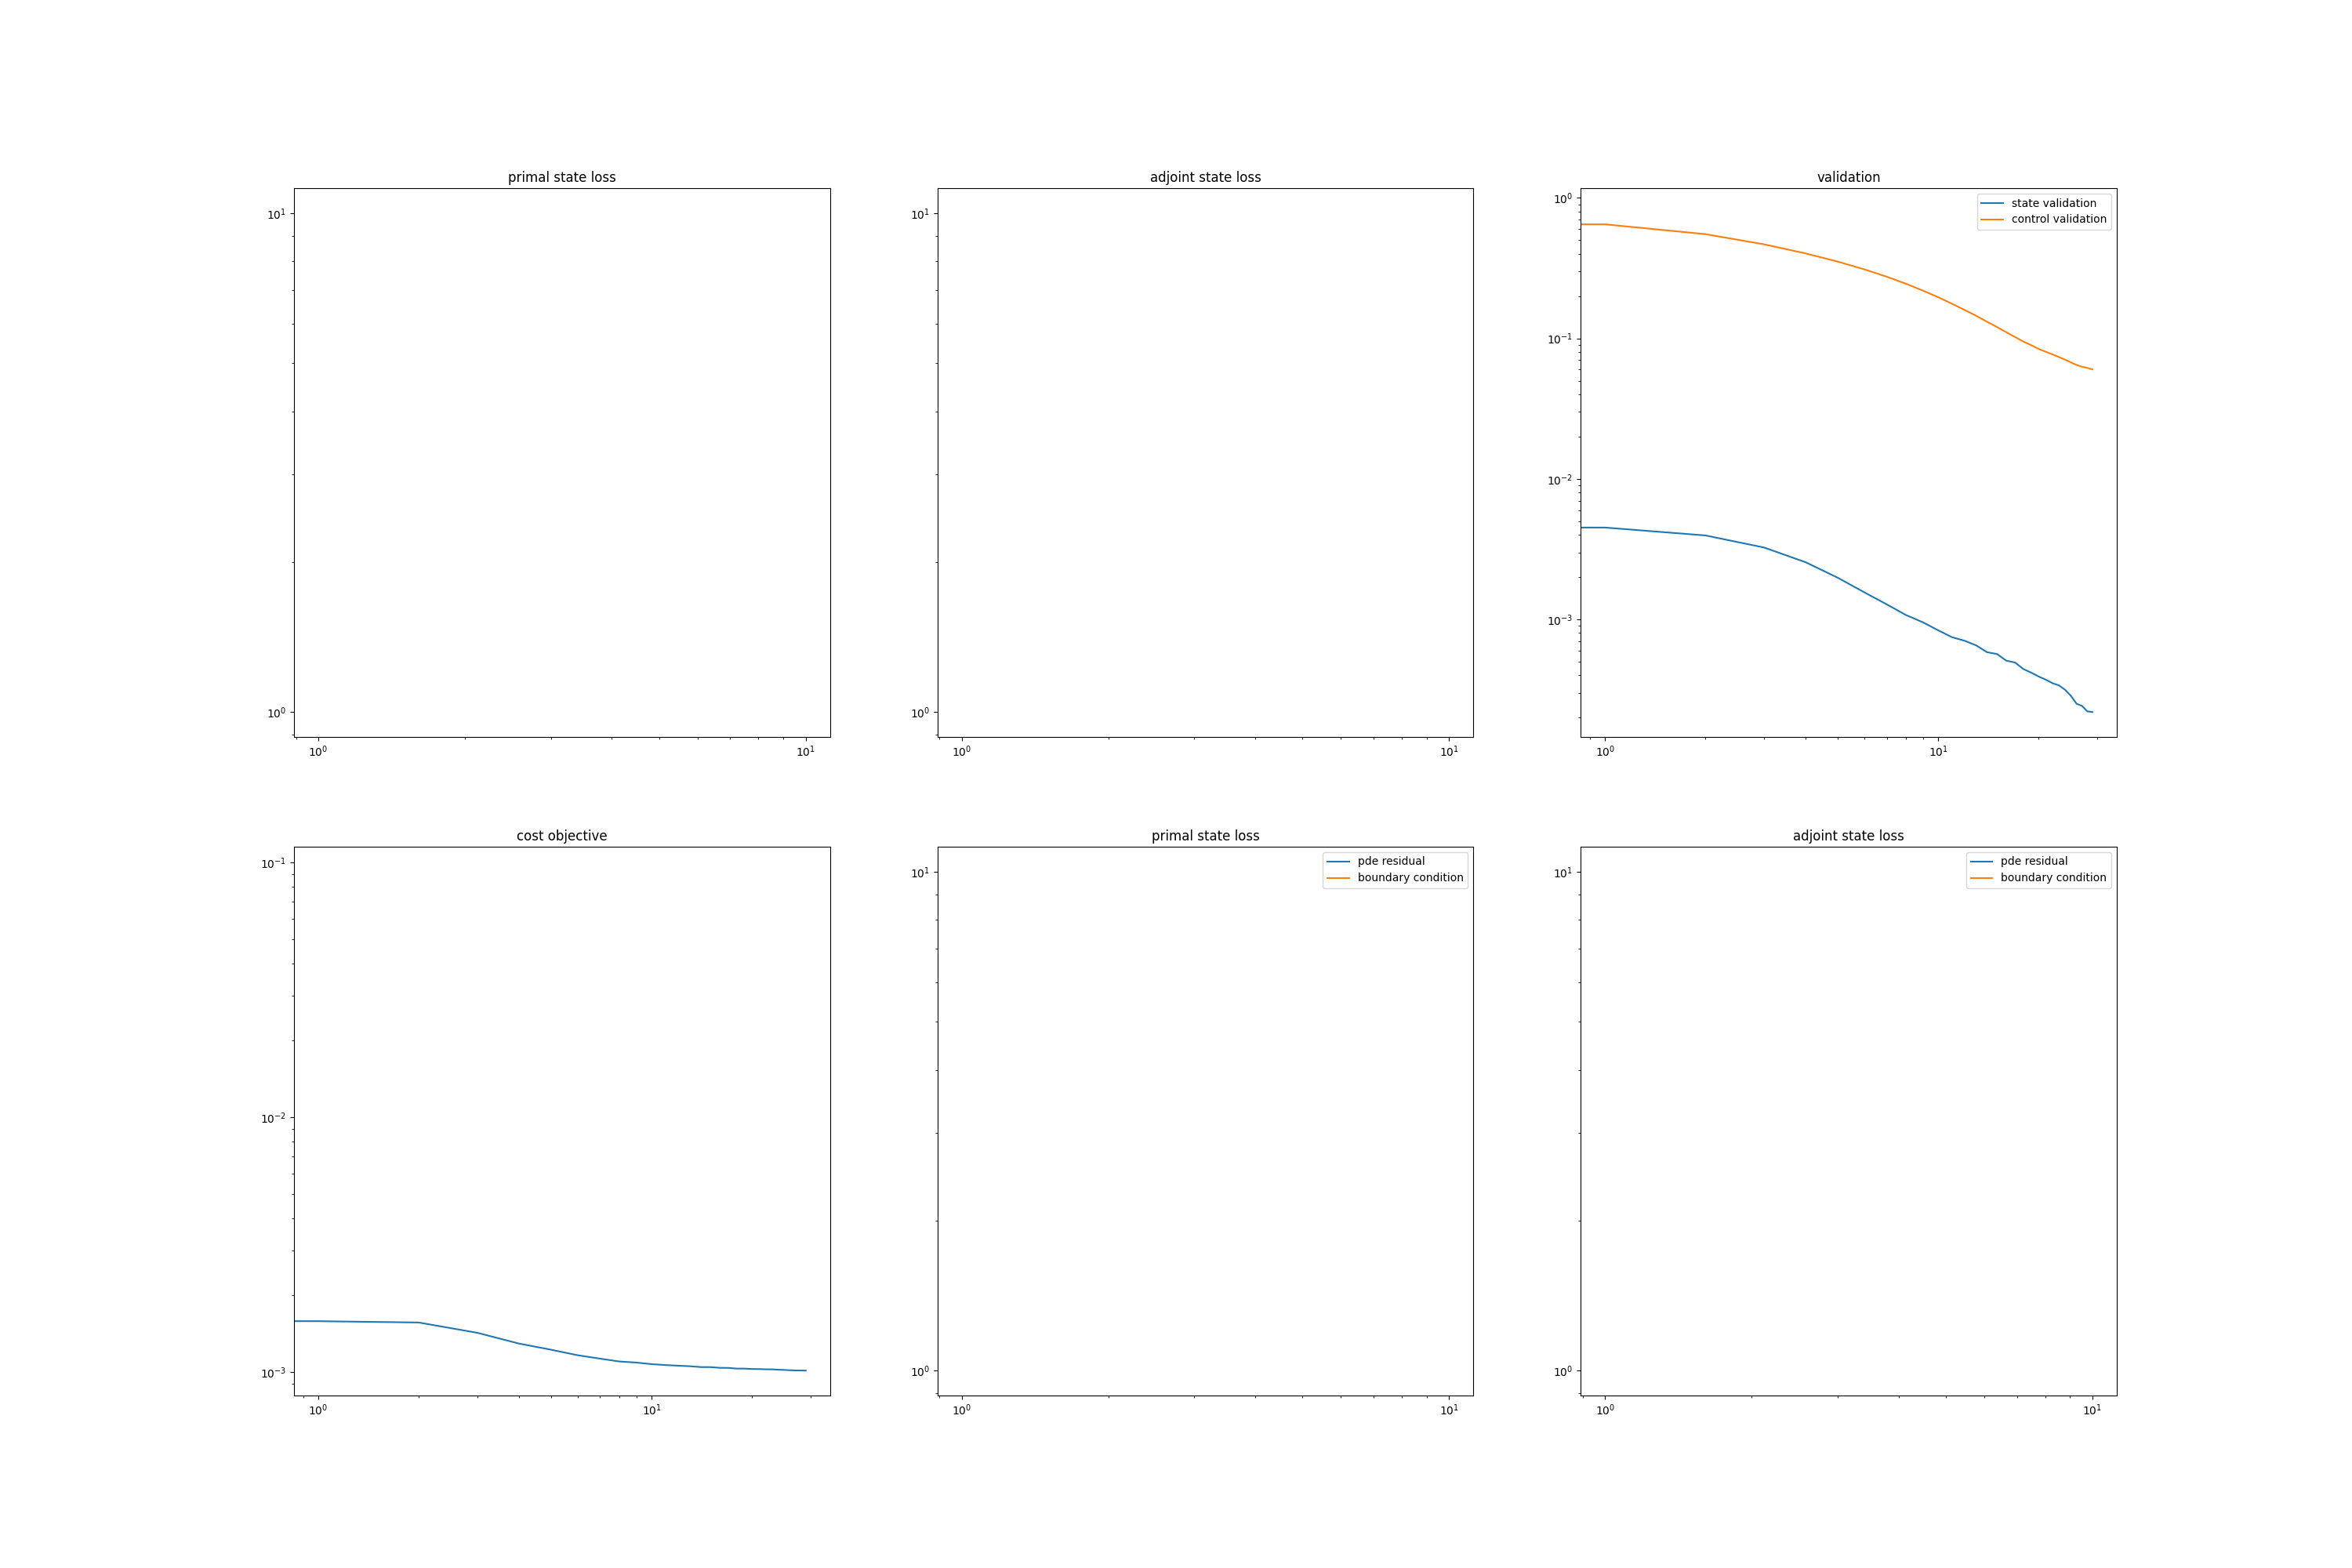 primal state loss
10¹
10⁰
10⁰
10¹
adjoint state loss
10¹
10⁰
10⁰
10¹
validation
state validation
control validation
10⁰
10⁻¹
10⁻²
10⁻³
10⁰
10¹
cost objective
10⁻¹
10⁻²
10⁻³
10⁰
10¹
primal state loss
pde residual
boundary condition
10¹
10⁰
10⁰
10¹
adjoint state loss
pde residual
boundary condition
10¹
10⁰
10⁰
10¹